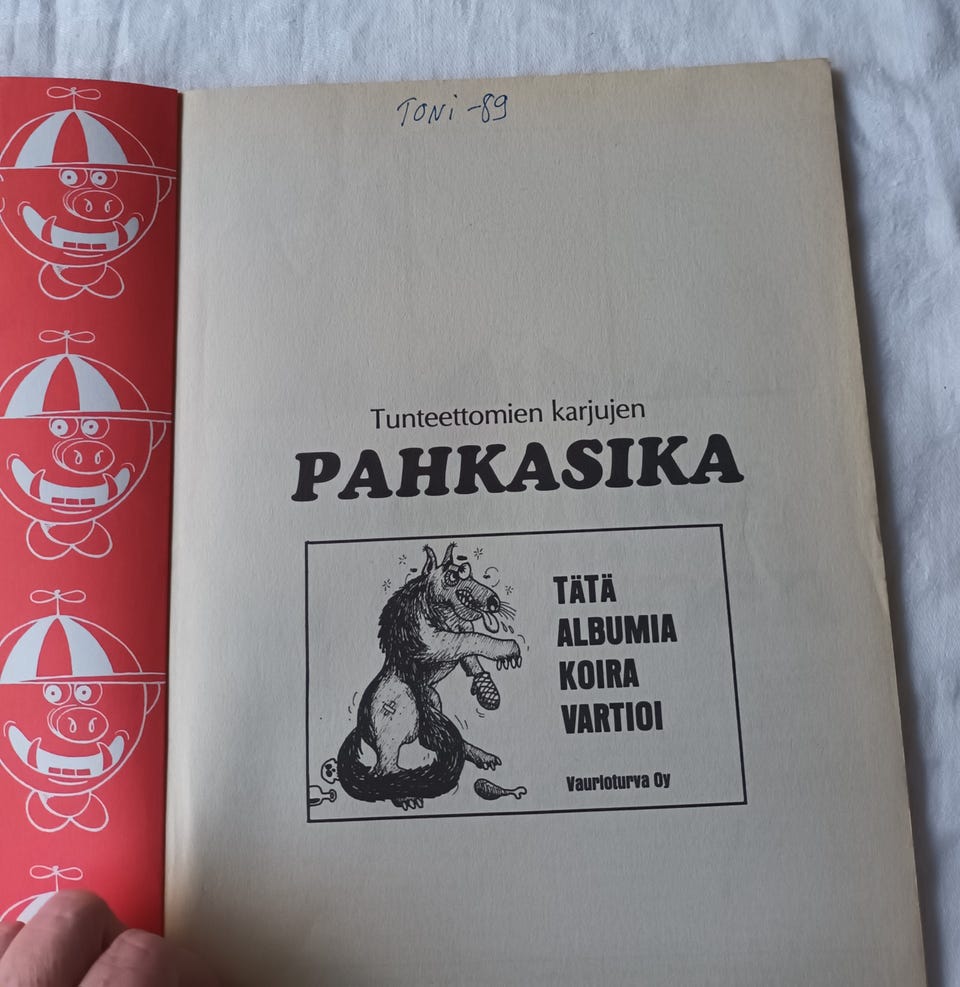 TONi -89
Tunteettomien karjujen
PAHKASIKA
TÄTÄ
ALBUMIA
KOIRA
VARTIOI
Vaurioturva Oy